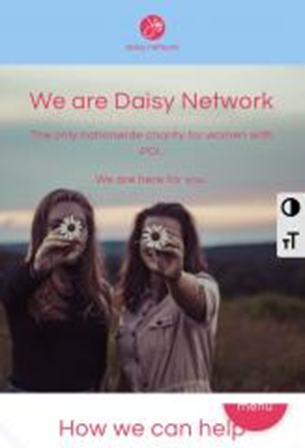 daisy network
We are Daisy Network
The only nationwide charity for women with
POI.
We are here for you.
TT
menu
How we can help